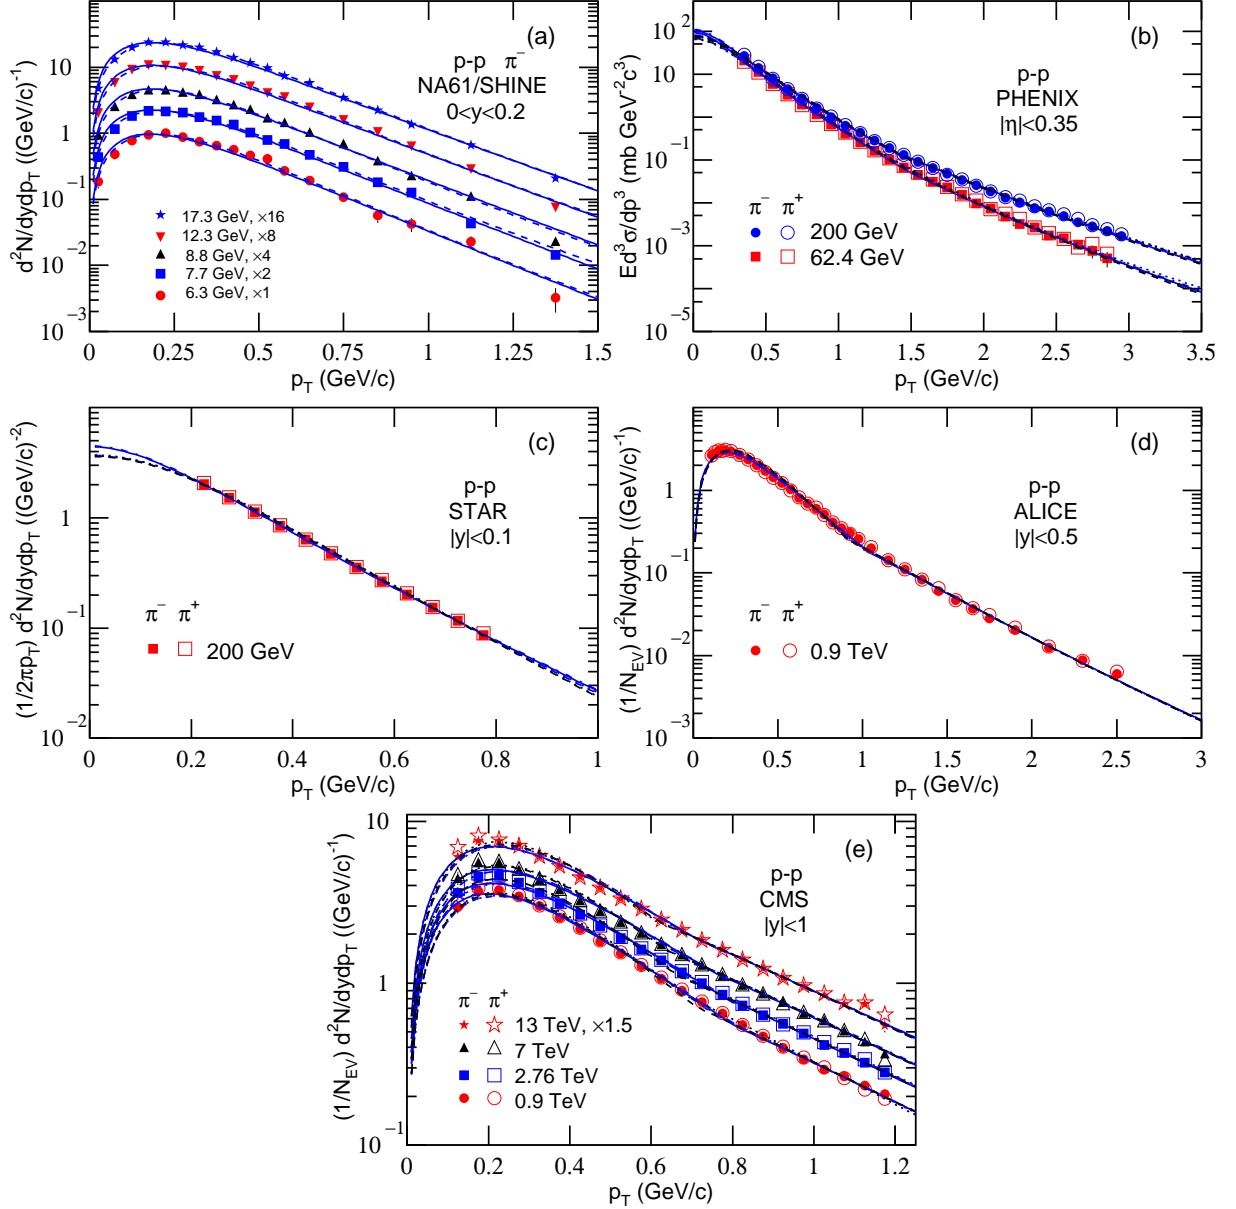 (a)
p-p π⁻
NA61/SHINE
0<y<0.2
17.3 GeV, ×16
12.3 GeV, ×8
8.8 GeV, ×4
7.7 GeV, ×2
6.3 GeV, ×1
d²N/dydp_T ((GeV/c)⁻¹)
10
1
10⁻¹
10⁻²
10⁻³
0 0.25 0.5 0.75 1 1.25 1.5
p_T (GeV/c)
(b)
p-p
PHENIX
|η|<0.35
π⁻ π⁺
200 GeV
62.4 GeV
Ed³σ/dp³ (mb GeV⁻²c³)
10²
10
10⁻¹
10⁻³
10⁻⁵
0 0.5 1 1.5 2 2.5 3 3.5
p_T (GeV/c)
(c)
p-p
STAR
|y|<0.1
π⁻ π⁺
200 GeV
(1/2πp_T) d²N/dydp_T ((GeV/c)⁻²)
1
10⁻¹
10⁻²
0 0.2 0.4 0.6 0.8 1
p_T (GeV/c)
(d)
p-p
ALICE
|y|<0.5
π⁻ π⁺
0.9 TeV
(1/N_EV) d²N/dydp_T ((GeV/c)⁻¹)
1
10⁻¹
10⁻²
10⁻³
0 0.5 1 1.5 2 2.5 3
p_T (GeV/c)
(e)
p-p
CMS
|y|<1
π⁻ π⁺
13 TeV, ×1.5
7 TeV
2.76 TeV
0.9 TeV
(1/N_EV) d²N/dydp_T ((GeV/c)⁻¹)
10
1
10⁻¹
0 0.2 0.4 0.6 0.8 1 1.2
p_T (GeV/c)